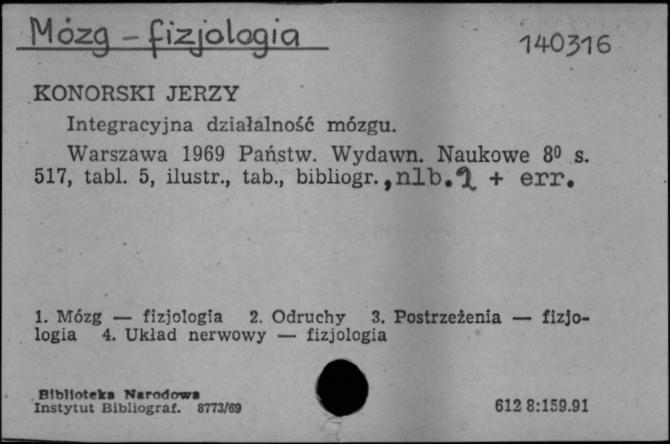 Mózg - fizjologia
140316
KONORSKI JERZY
Integracyjna działalność mózgu.
Warszawa 1969 Państw. Wydawn. Naukowe 8⁰ s.
517, tabl. 5, ilustr., tab., bibliogr., nlb. 2 + err.
1. Mózg — fizjologia 2. Odruchy 3. Postrzeżenia — fizjo-
logia 4. Układ nerwowy — fizjologia
Biblioteka Narodowa
Instytut Bibliograf. 8773/69
612 8:159.91